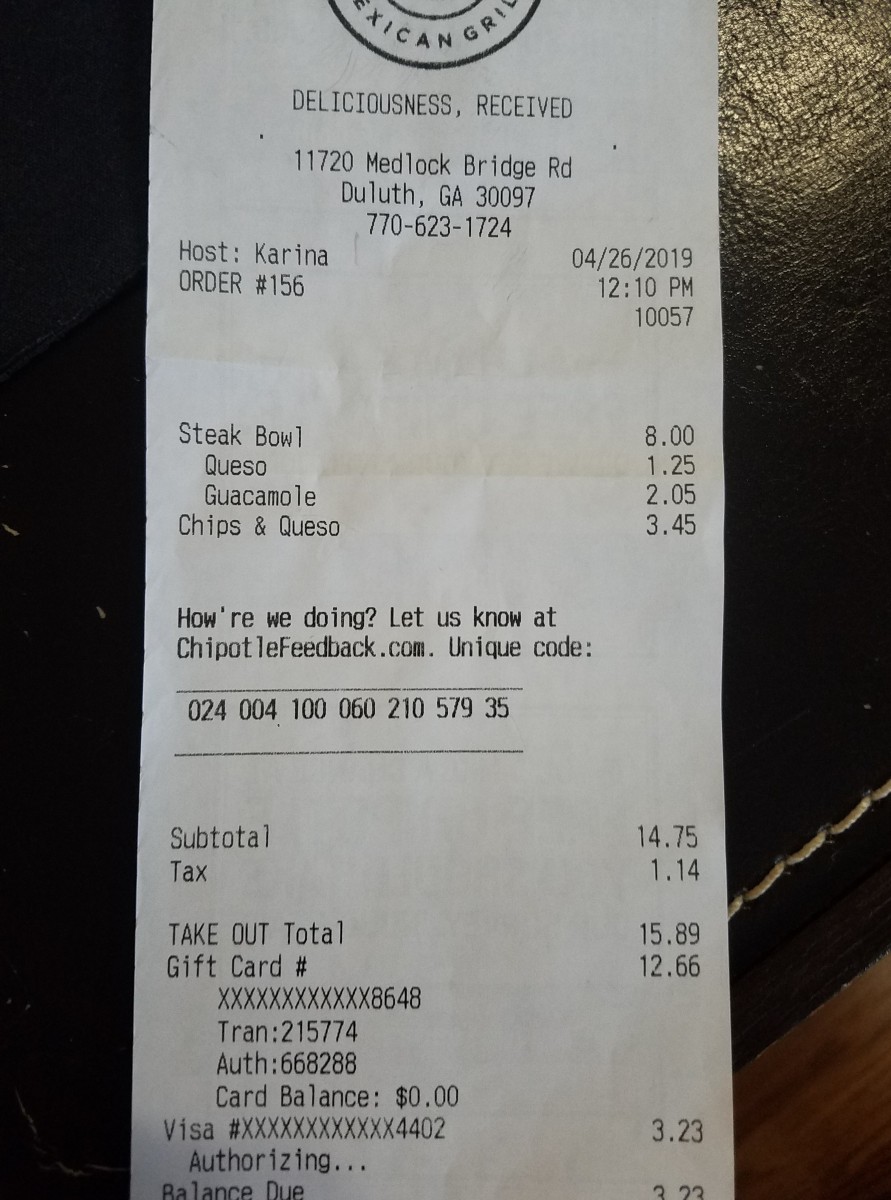 EXICAN GRIL
DELICIOUSNESS, RECEIVED
11720 Medlock Bridge Rd
Duluth, GA 30097
770-623-1724
Host: Karina 04/26/2019
ORDER #156 12:10 PM
10057
Steak Bowl 8.00
Queso 1.25
Guacamole 2.05
Chips & Queso 3.45
How're we doing? Let us know at
ChipotleFeedback.com. Unique code:
024 004 100 060 210 579 35
Subtotal 14.75
Tax 1.14
TAKE OUT Total 15.89
Gift Card # 12.66
XXXXXXXXXXXX8648
Tran:215774
Auth:668288
Card Balance: $0.00
Visa #XXXXXXXXXXXX4402 3.23
Authorizing...
Balance Due 3.23